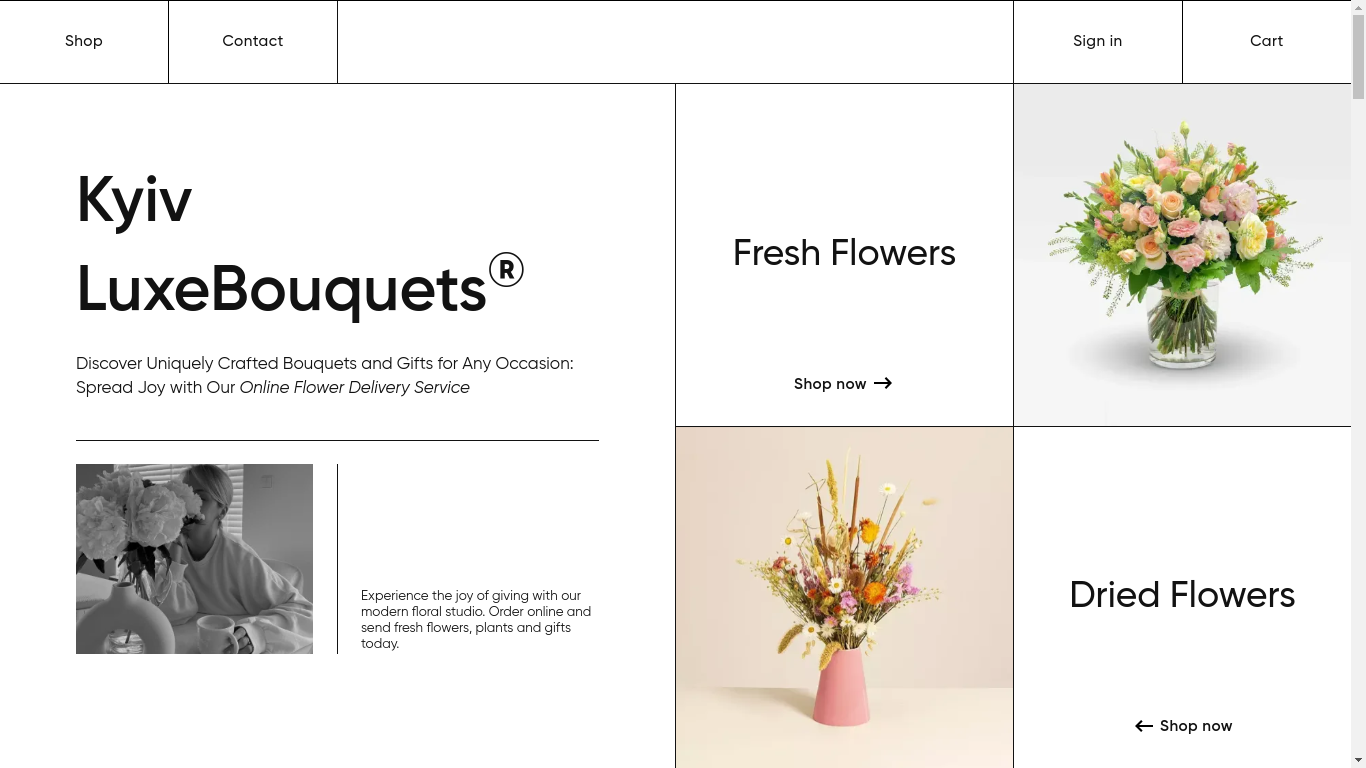 Shop
Contact
Sign in
Cart
Kyiv
LuxeBouquets®
Discover Uniquely Crafted Bouquets and Gifts for Any Occasion:
Spread Joy with Our Online Flower Delivery Service
Experience the joy of giving with our
modern floral studio. Order online and
send fresh flowers, plants and gifts
today.
Fresh Flowers
Shop now →
Dried Flowers
← Shop now